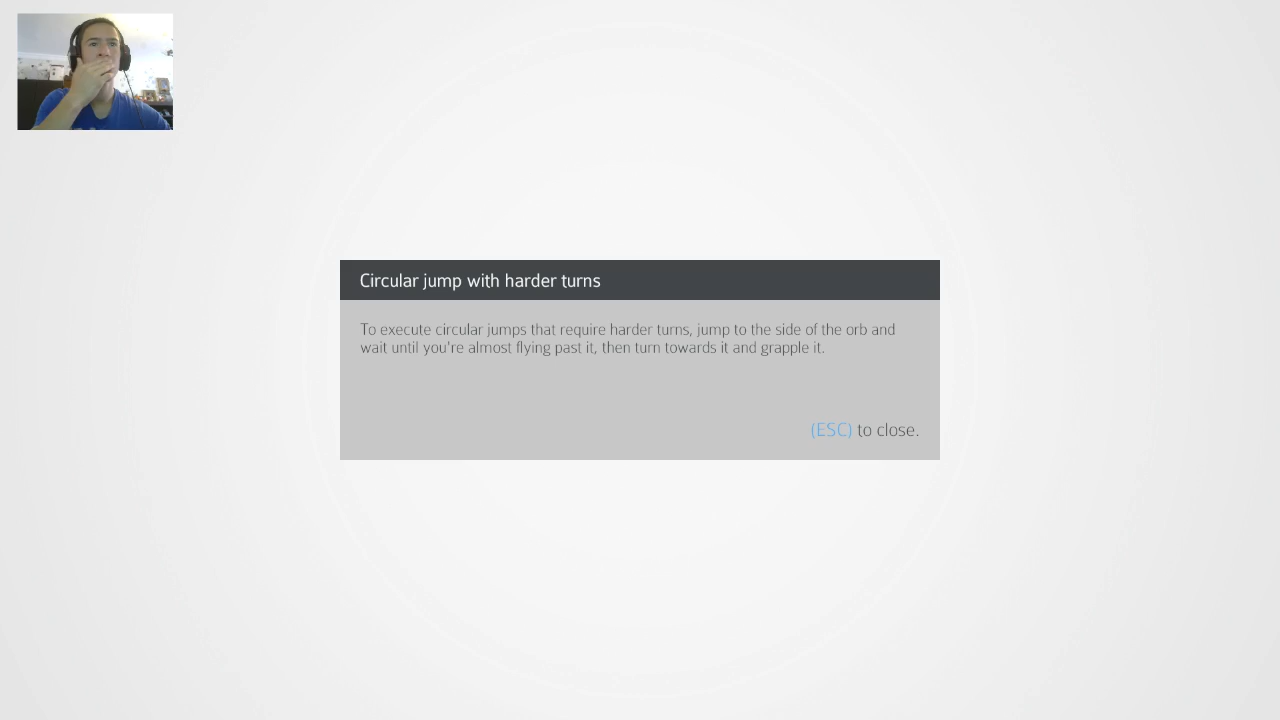 Circular jump with harder turns
To execute circular jumps that require harder turns, jump to the side of the orb and
wait until you're almost flying past it, then turn towards it and grapple it.
(ESC) to close.